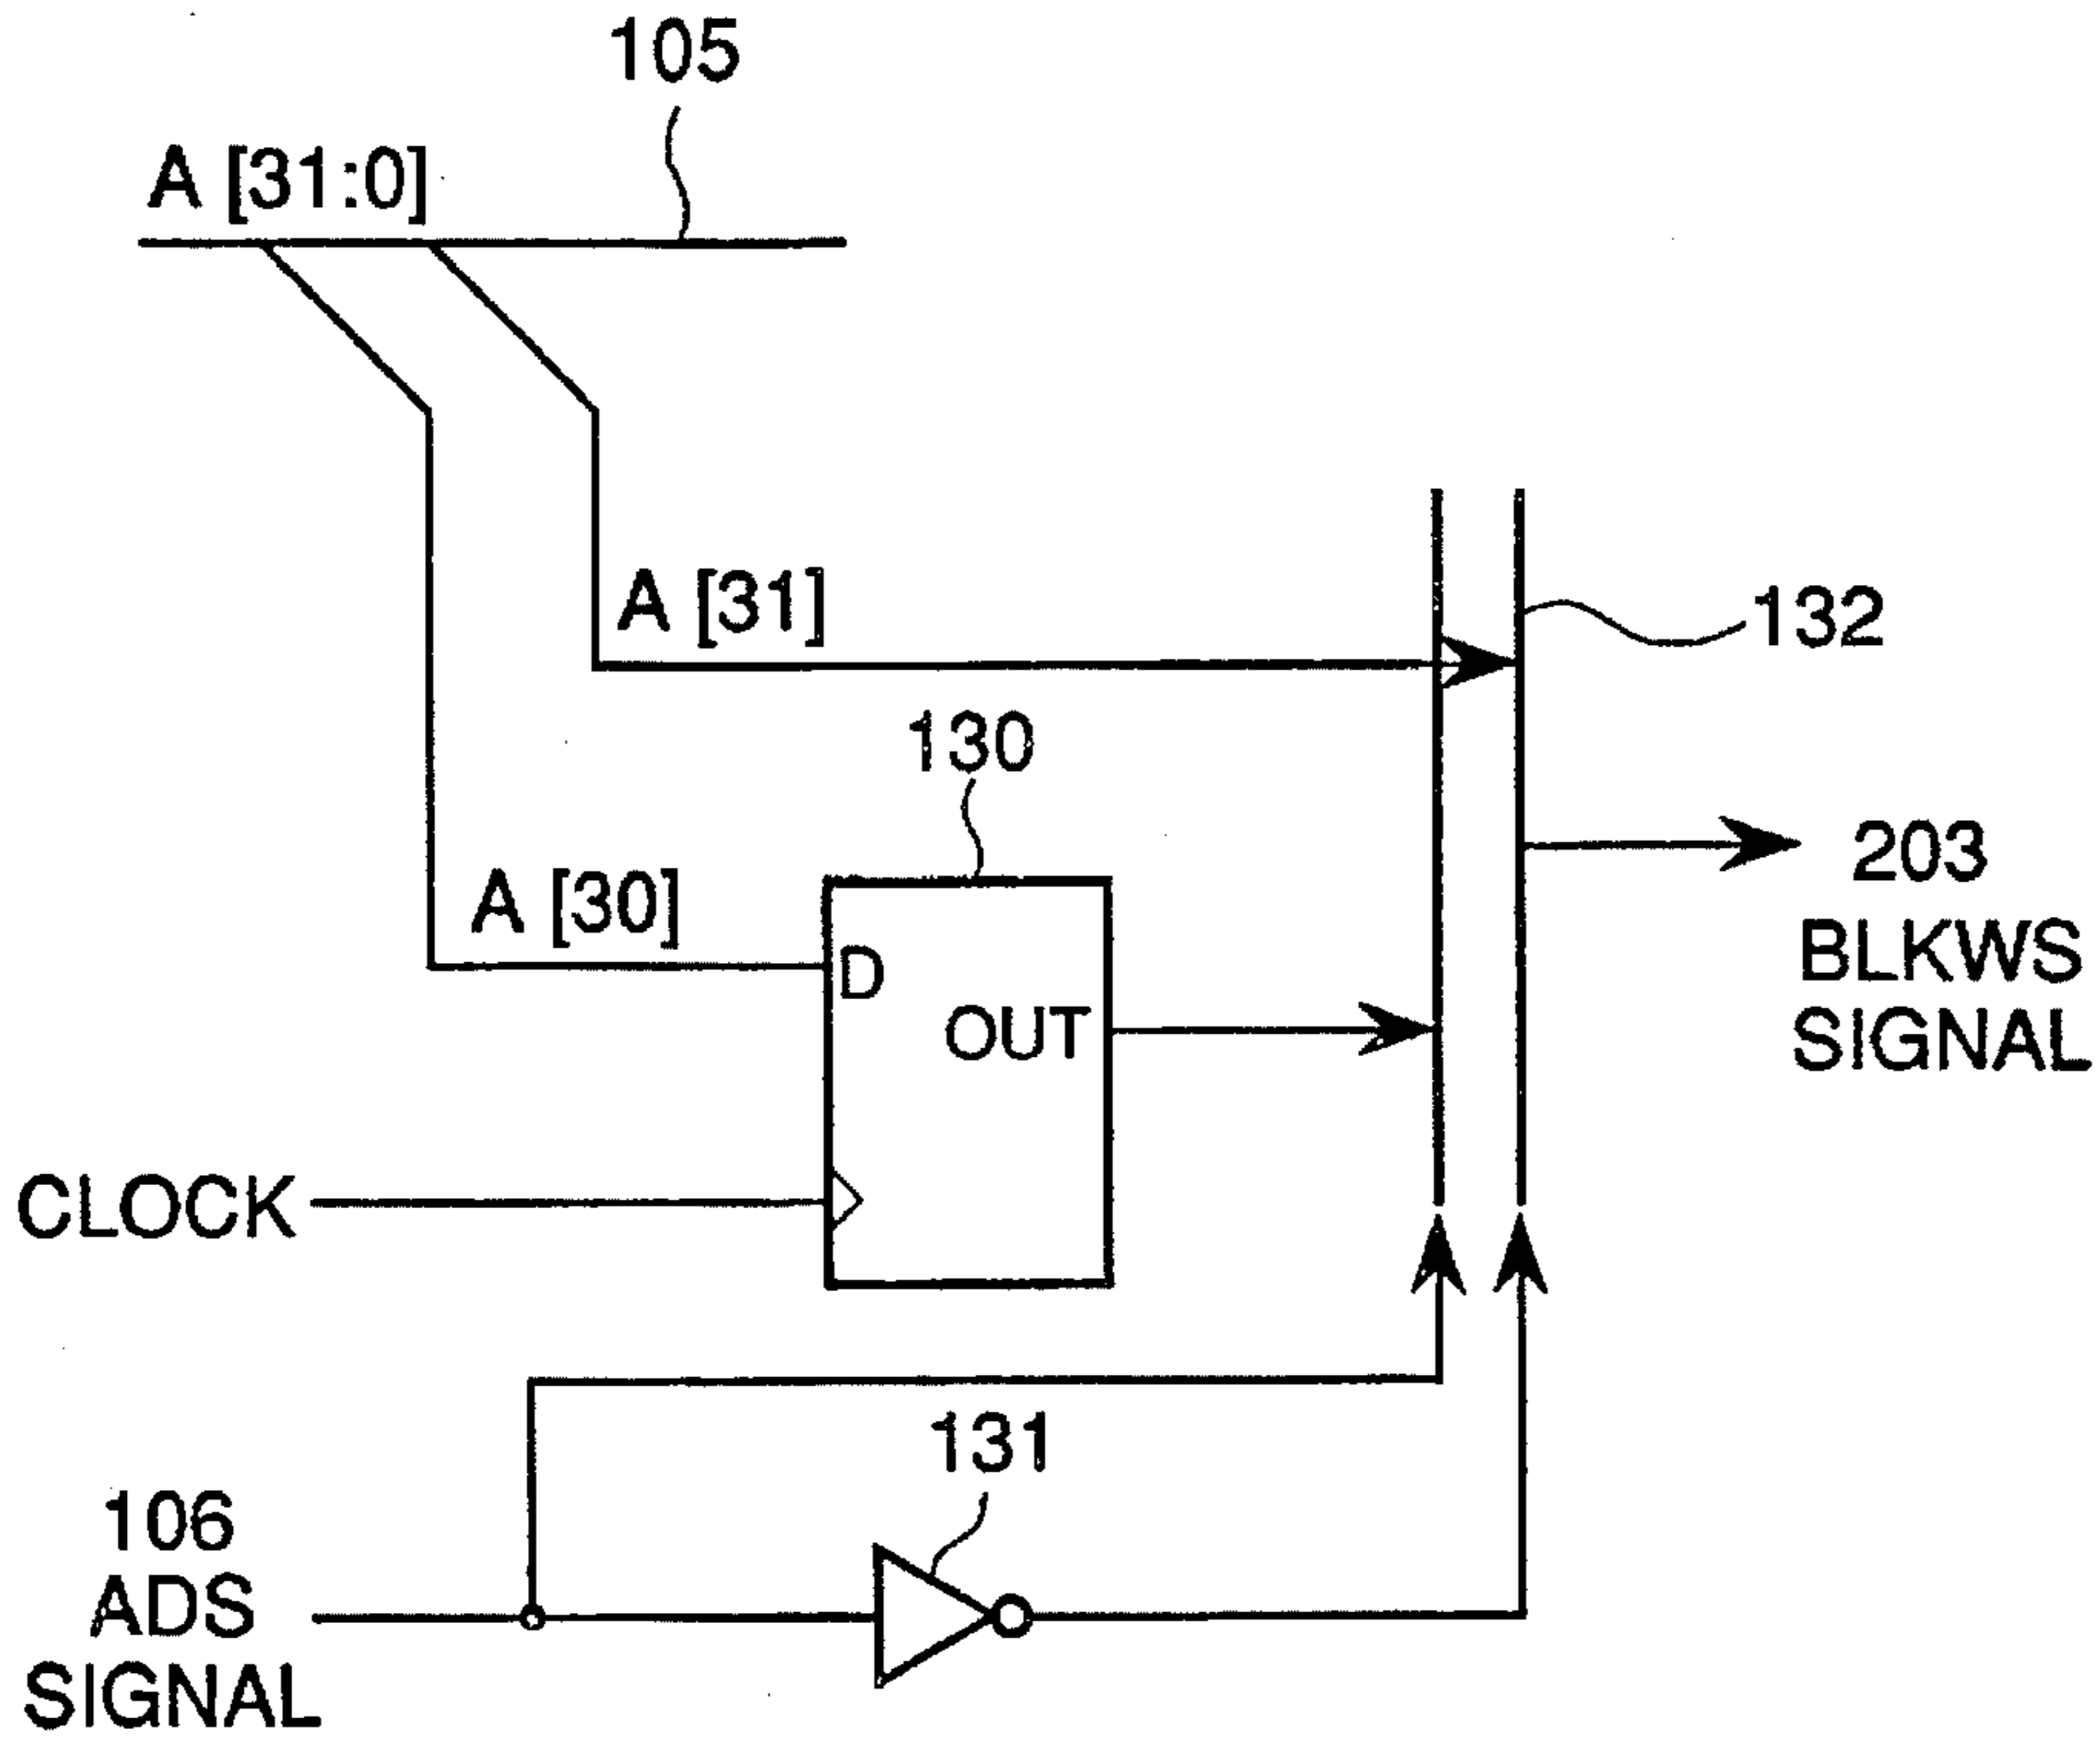 105
A [31:0]
A [31]
132
130
203
BLKWS
SIGNAL
A [30]
D
OUT
CLOCK
131
106
ADS
SIGNAL